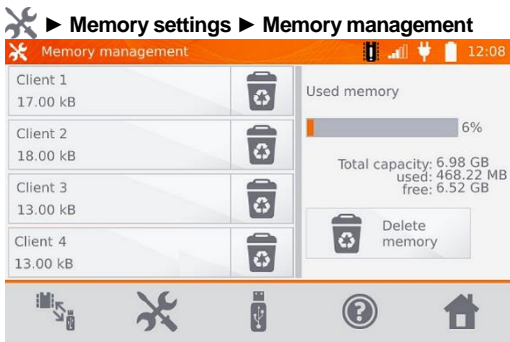 ► Memory settings ► Memory management
Memory management 12:08
Client 1
17.00 kB
Client 2
18.00 kB
Client 3
13.00 kB
Client 4
13.00 kB
Used memory
6%
Total capacity: 6.98 GB
used: 468.22 MB
free: 6.52 GB
Delete
memory